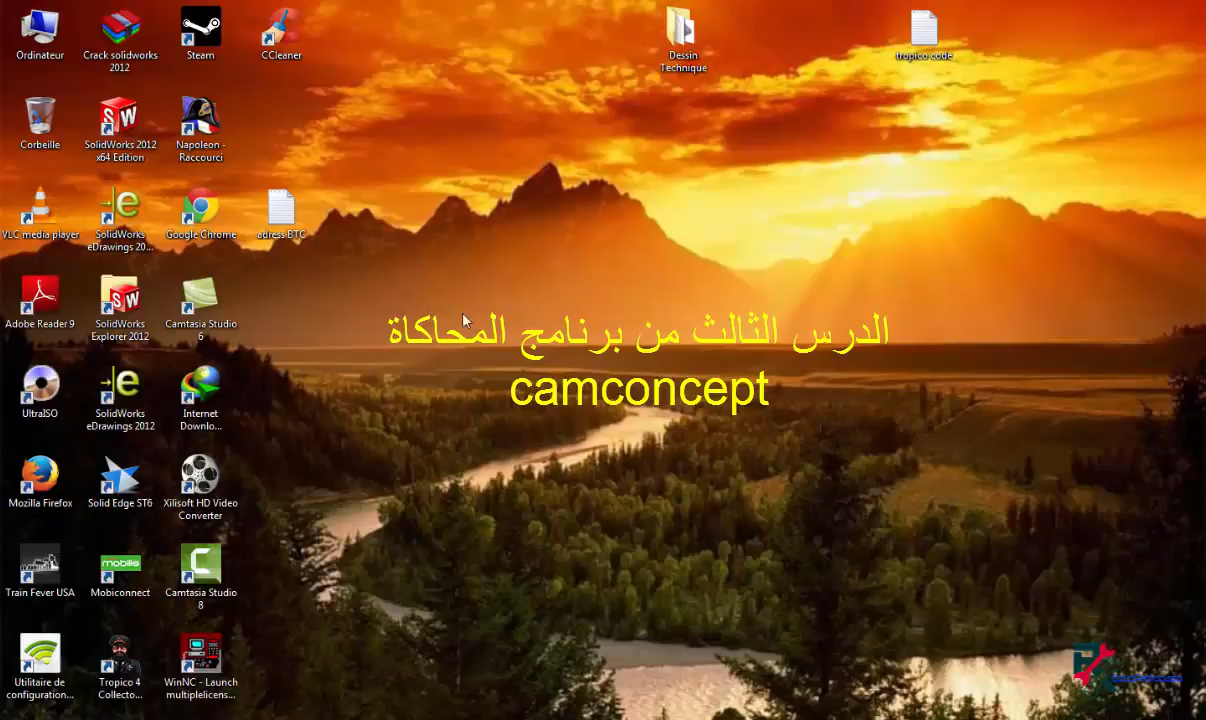 Ordinateur
Crack solidworks
2012
Steam
CCleaner
Dessin
Technique
tropico code
Corbeille
SolidWorks 2012
x64 Edition
Napoleon -
Raccourci
VLC media player
SolidWorks
eDrawings 20...
Google Chrome
adress BTC
Adobe Reader 9
SolidWorks
Explorer 2012
Camtasia Studio
6
الدرس الثالث من برنامج المحاكاة
camconcept
UltraISO
SolidWorks
eDrawings 2012
Internet
Downlo...
Mozilla Firefox
Solid Edge ST6
Xilisoft HD Video
Converter
Train Fever USA
mobilis
Mobiconnect
Camtasia Studio
8
Utilitaire de
configuration...
Tropico 4
Collecto...
WinNC - Launch
multiplelicens...